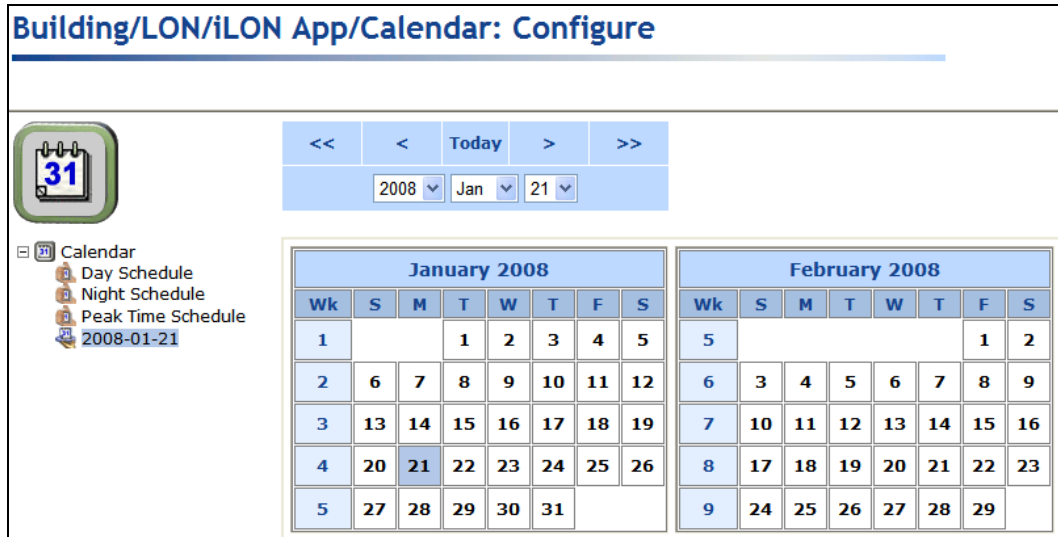 Building/LON/iLON App/Calendar: Configure
31
<< < Today > >>
2008 Jan 21
Calendar
Day Schedule
Night Schedule
Peak Time Schedule
2008-01-21
January 2008
Wk S M T W T F S
1 1 2 3 4 5
2 6 7 8 9 10 11 12
3 13 14 15 16 17 18 19
4 20 21 22 23 24 25 26
5 27 28 29 30 31
February 2008
Wk S M T W T F S
5 1 2
6 3 4 5 6 7 8 9
7 10 11 12 13 14 15 16
8 17 18 19 20 21 22 23
9 24 25 26 27 28 29